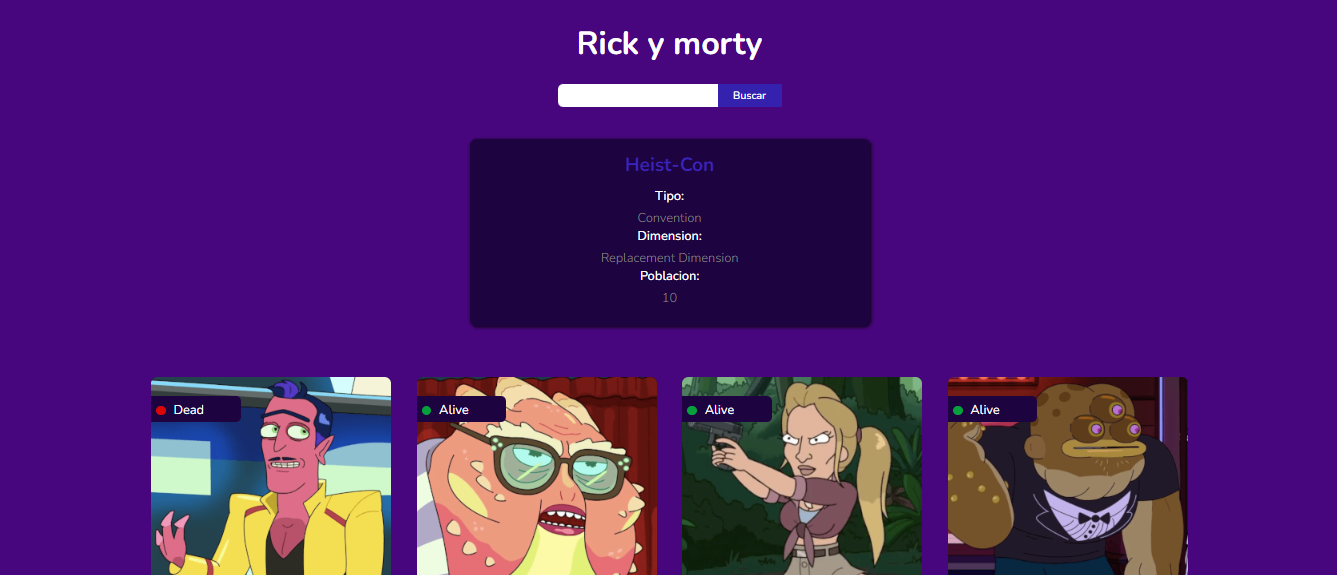 Rick y morty
Buscar
Heist-Con
Tipo:
Convention
Dimension:
Replacement Dimension
Poblacion:
10
Dead
Alive
Alive
Alive